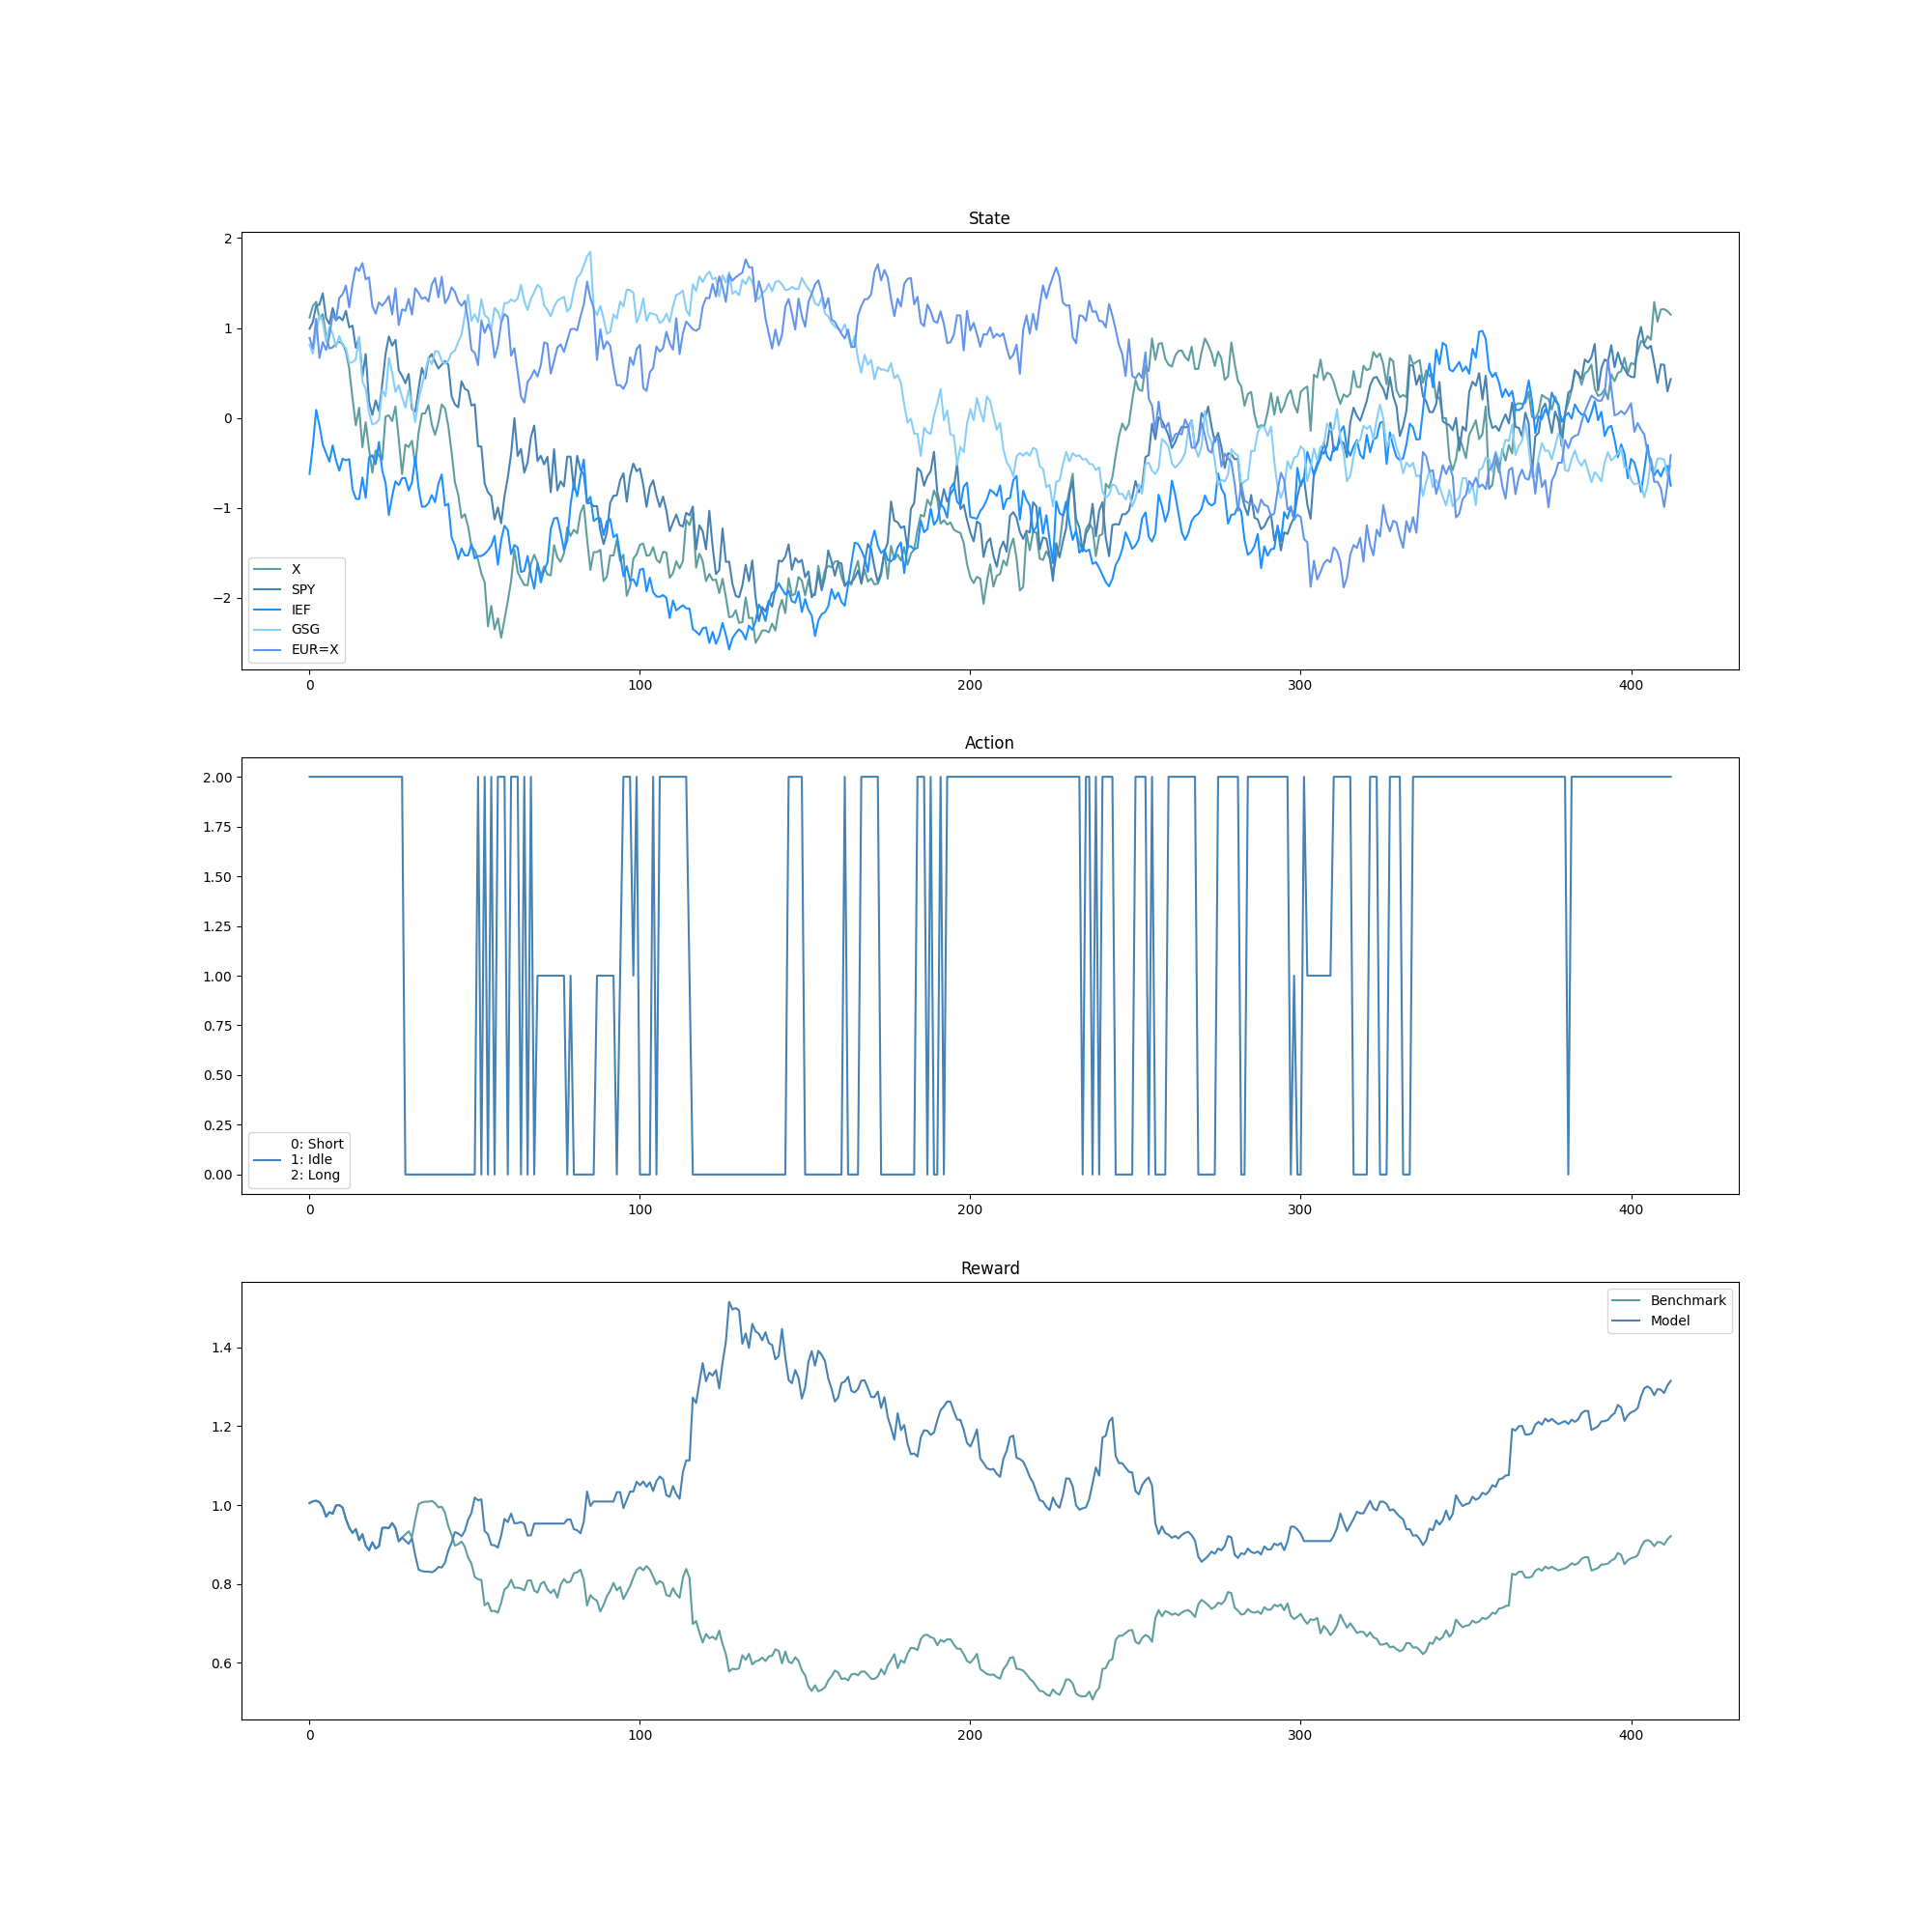 State
2
1
0
−1
−2
X
SPY
IEF
GSG
EUR=X
0 100 200 300 400
Action
2.00
1.75
1.50
1.25
1.00
0.75
0.50
0.25
0.00
0: Short
1: Idle
2: Long
0 100 200 300 400
Reward
Benchmark
Model
1.4
1.2
1.0
0.8
0.6
0 100 200 300 400